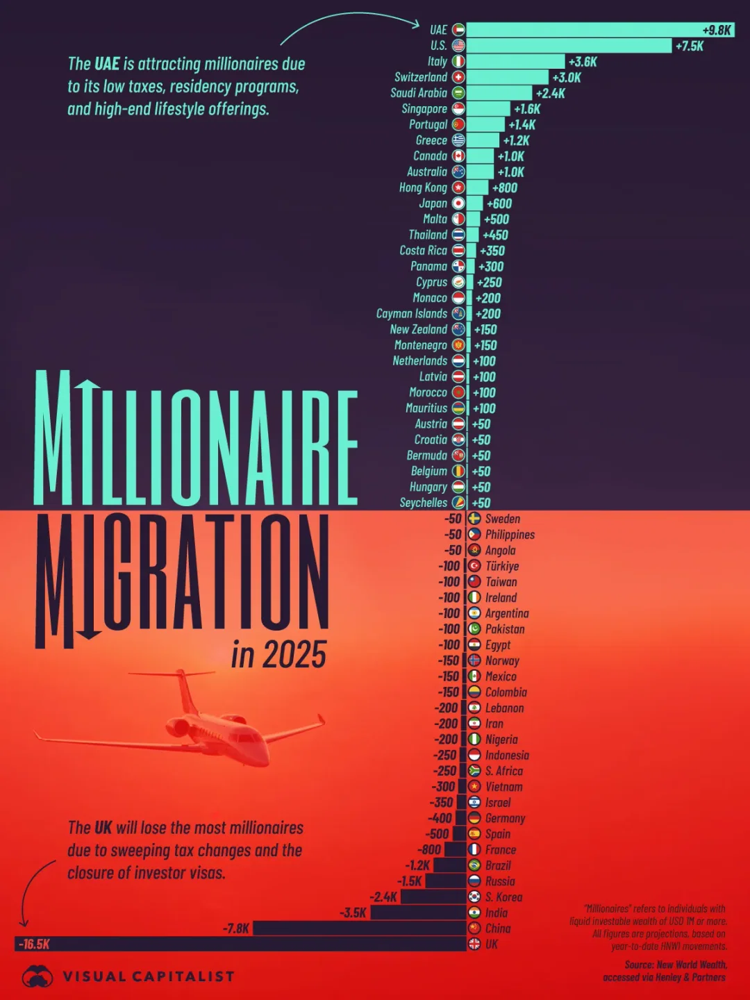 The UAE is attracting millionaires due
to its low taxes, residency programs,
and high-end lifestyle offerings.
UAE +9.8K
U.S. +7.5K
Italy +3.6K
Switzerland +3.0K
Saudi Arabia +2.4K
Singapore +1.6K
Portugal +1.4K
Greece +1.2K
Canada +1.0K
Australia +1.0K
Hong Kong +800
Japan +600
Malta +500
Thailand +450
Costa Rica +350
Panama +300
Cyprus +250
Monaco +200
Cayman Islands +200
New Zealand +150
Montenegro +150
Netherlands +100
Latvia +100
Morocco +100
Mauritius +100
Austria +50
Croatia +50
Bermuda +50
Belgium +50
Hungary +50
Seychelles +50
MILLIONAIRE
MIGRATION
in 2025
-50 Sweden
-50 Philippines
-50 Angola
-100 Türkiye
-100 Taiwan
-100 Ireland
-100 Argentina
-100 Pakistan
-100 Egypt
-150 Norway
-150 Mexico
-150 Colombia
-200 Lebanon
-200 Iran
-200 Nigeria
-250 Indonesia
-250 S. Africa
-300 Vietnam
-350 Israel
-400 Germany
-500 Spain
-800 France
-1.2K Brazil
-1.5K Russia
-2.4K S. Korea
-3.5K India
-7.8K China
-16.5K UK
The UK will lose the most millionaires
due to sweeping tax changes and the
closure of investor visas.
"Millionaires" refers to individuals with
liquid investable wealth of USD 1M or more.
All figures are projections, based on
year-to-date HNWI movements.
Source: New World Wealth,
accessed via Henley & Partners
VISUAL CAPITALIST